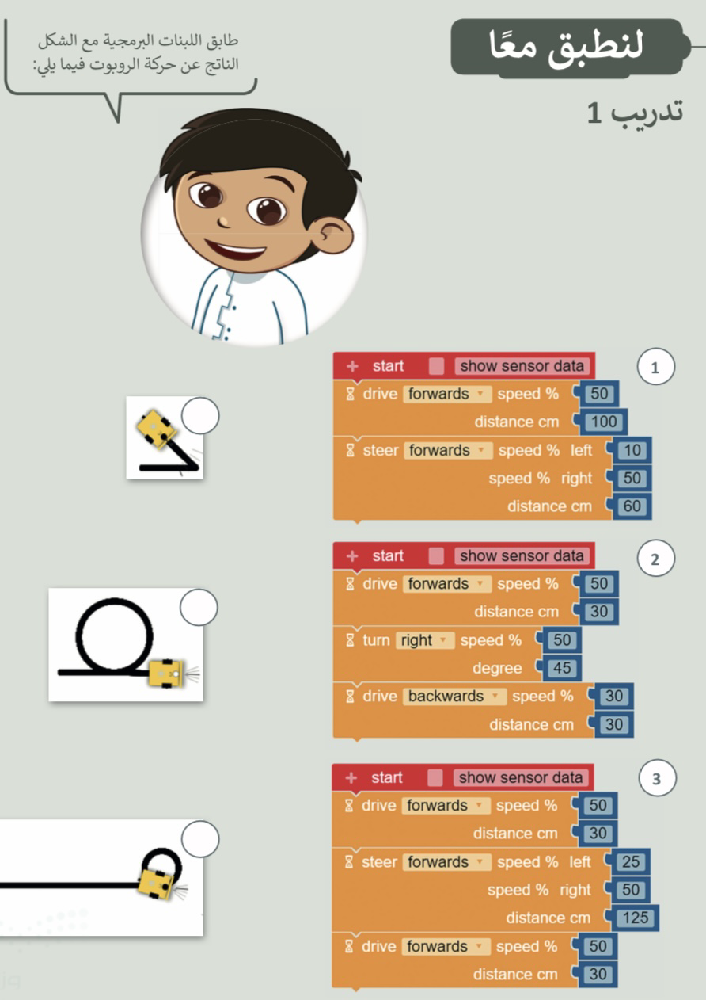 لنطبق معًا
طابق اللبنات البرمجية مع الشكل
الناتج عن حركة الروبوت فيما يلي:
تدريب 1
1
+ start show sensor data
drive forwards speed % 50
distance cm 100
steer forwards speed % left 10
speed % right 50
distance cm 60
2
+ start show sensor data
drive forwards speed % 50
distance cm 30
turn right speed % 50
degree 45
drive backwards speed % 30
distance cm 30
3
+ start show sensor data
drive forwards speed % 50
distance cm 30
steer forwards speed % left 25
speed % right 50
distance cm 125
drive forwards speed % 50
distance cm 30